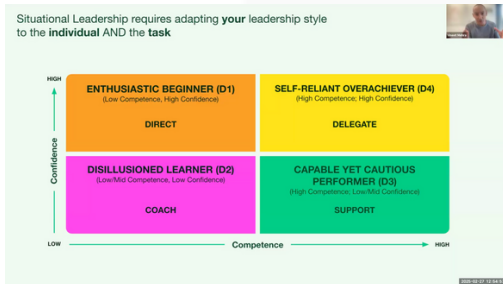 Situational Leadership requires adapting your leadership style
to the individual AND the task
HIGH
ENTHUSIASTIC BEGINNER (D1)
(Low Competence, High Confidence)
DIRECT
SELF-RELIANT OVERACHIEVER (D4)
(High Competence; High Confidence)
DELEGATE
Confidence
DISILLUSIONED LEARNER (D2)
(Low/Mid Competence, Low Confidence)
COACH
CAPABLE YET CAUTIOUS
PERFORMER (D3)
(High Competence; Low/Mid Confidence)
SUPPORT
LOW
Competence
HIGH